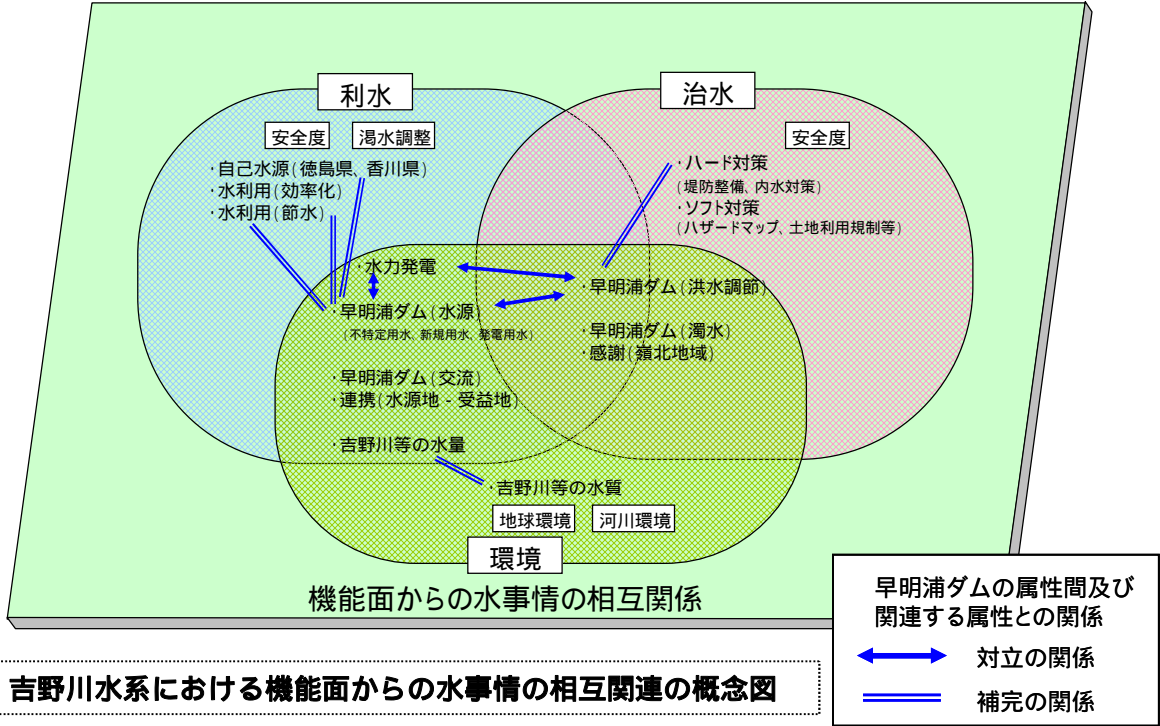 利水
治水
安全度
渇水調整
安全度
･自己水源(徳島県、香川県)
･水利用(効率化)
･水利用(節水)
･ハード対策
(堤防整備、内水対策)
･ソフト対策
(ハザードマップ、土地利用規制等)
･水力発電
･早明浦ダム(水源)
(不特定用水、新規用水、発電用水)
･早明浦ダム(洪水調節)
･早明浦ダム(濁水)
･感謝(嶺北地域)
･早明浦ダム(交流)
･連携(水源地‐受益地)
･吉野川等の水量
･吉野川等の水質
地球環境
河川環境
環境
機能面からの水事情の相互関係
早明浦ダムの属性間及び
関連する属性との関係
対立の関係
補完の関係
吉野川水系における機能面からの水事情の相互関連の概念図